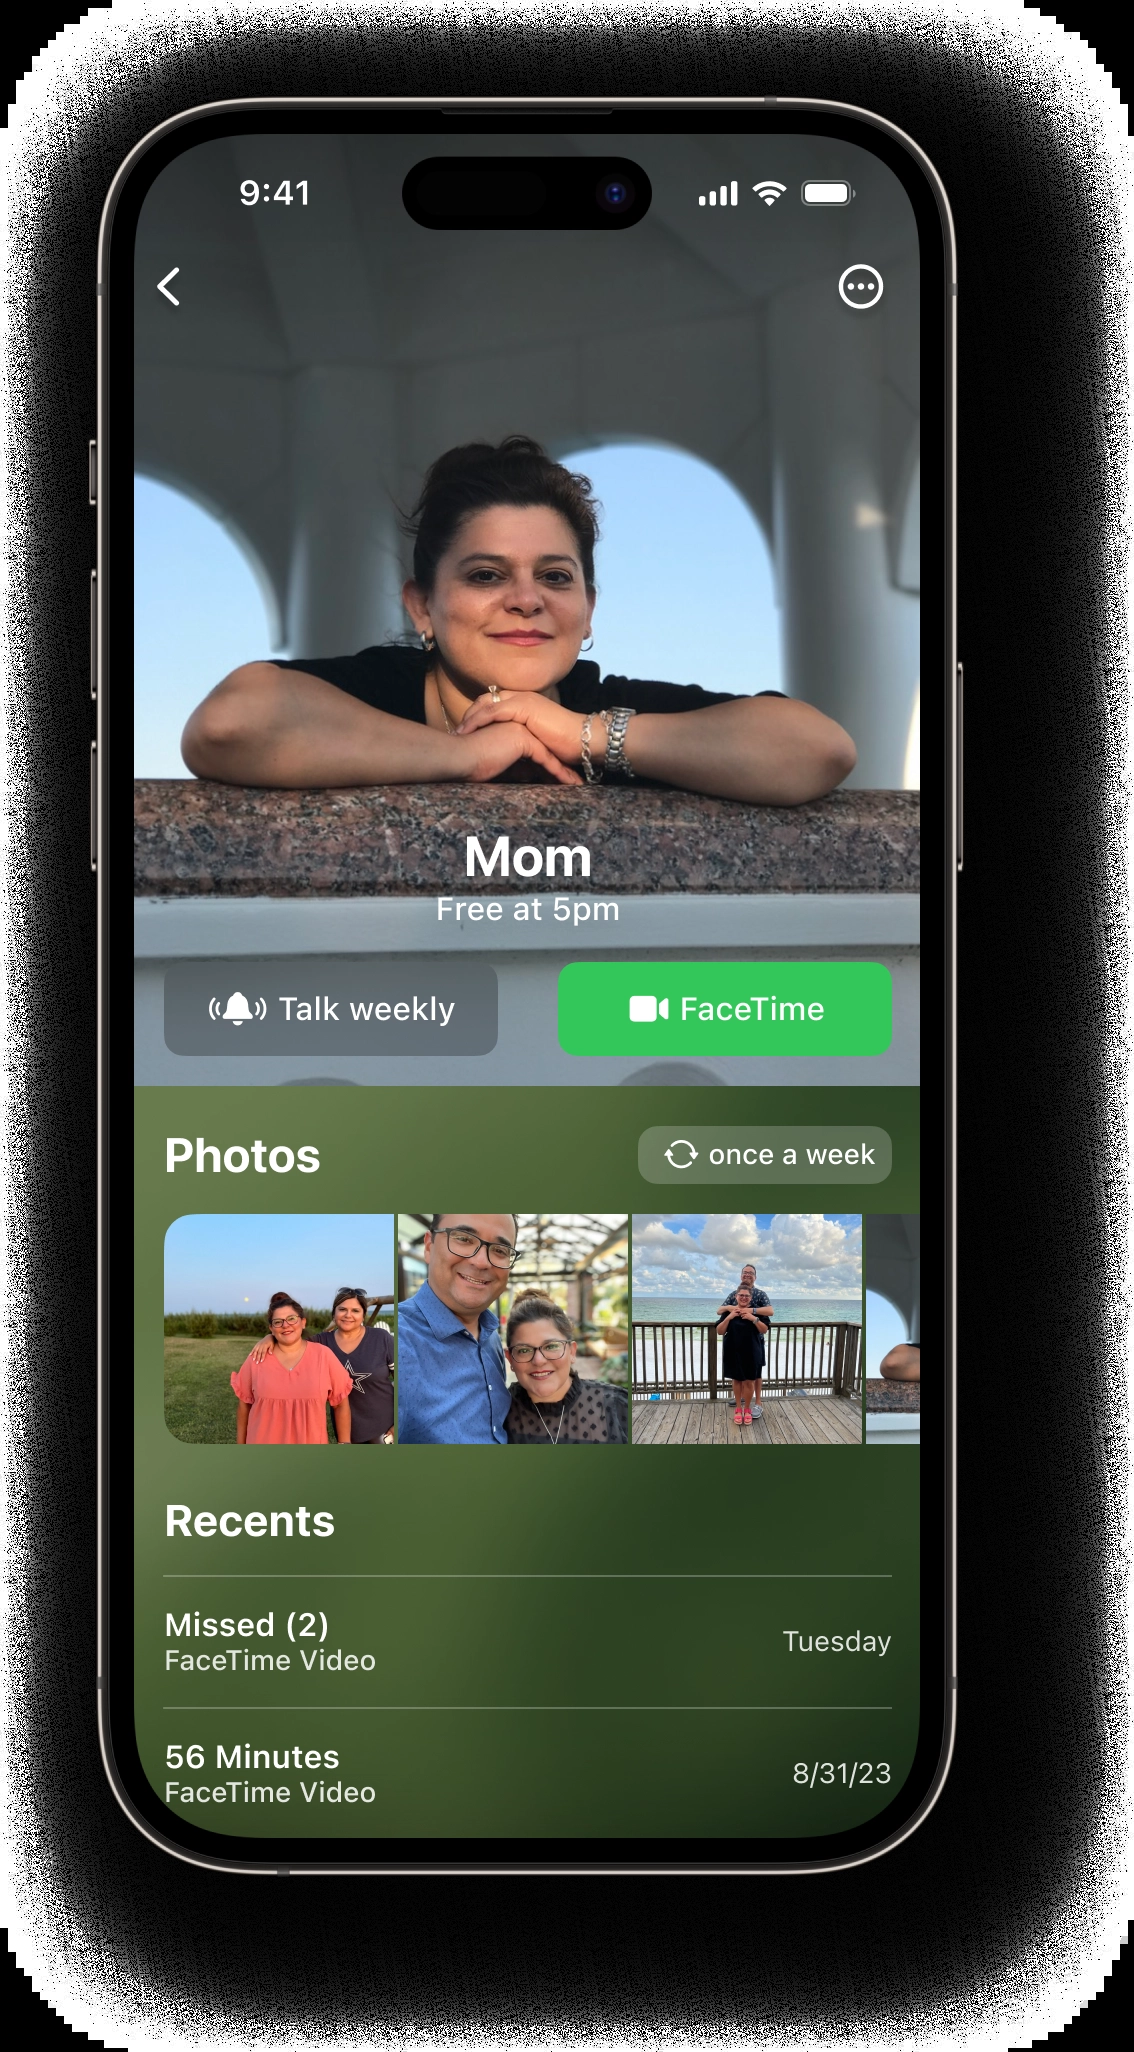 9:41
Mom
Free at 5pm
Talk weekly
FaceTime
Photos
once a week
Recents
Missed (2)
FaceTime Video
Tuesday
56 Minutes
FaceTime Video
8/31/23